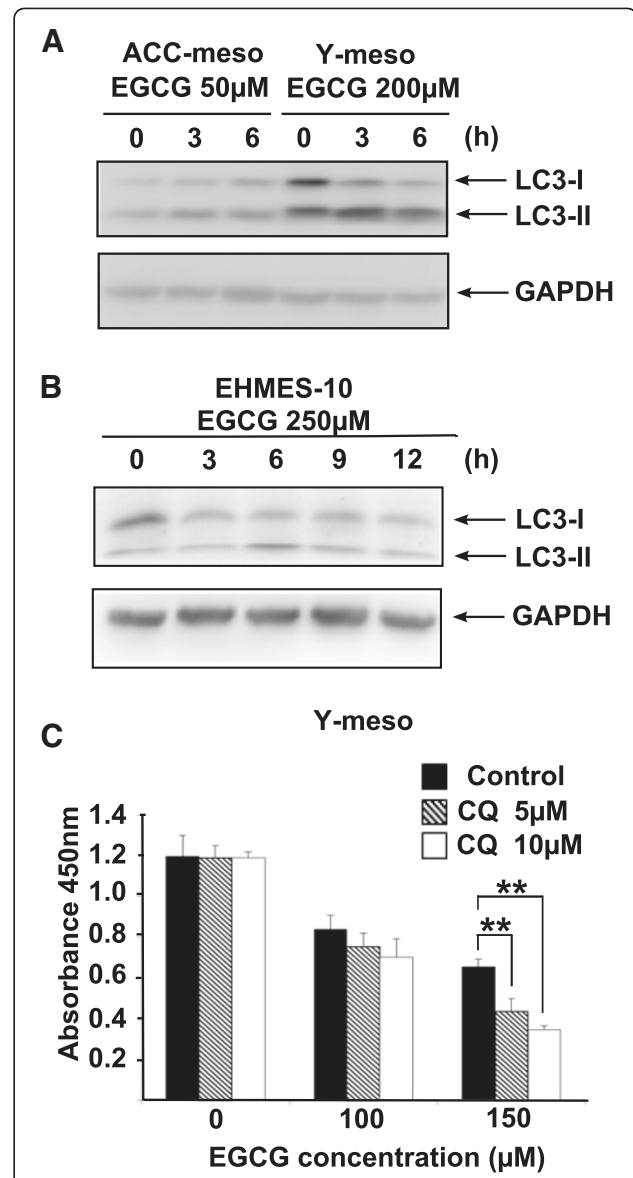 A
ACC-meso Y-meso
EGCG 50µM EGCG 200µM
0 3 6 0 3 6 (h)
LC3-I
LC3-II
GAPDH
B
EHMES-10
EGCG 250µM
0 3 6 9 12 (h)
LC3-I
LC3-II
GAPDH
C
Y-meso
Control
CQ 5µM
CQ 10µM
Absorbance 450nm
1.4
1.2
1.0
0.8
0.6
0.4
0.2
**
**
0 100 150
EGCG concentration (µM)